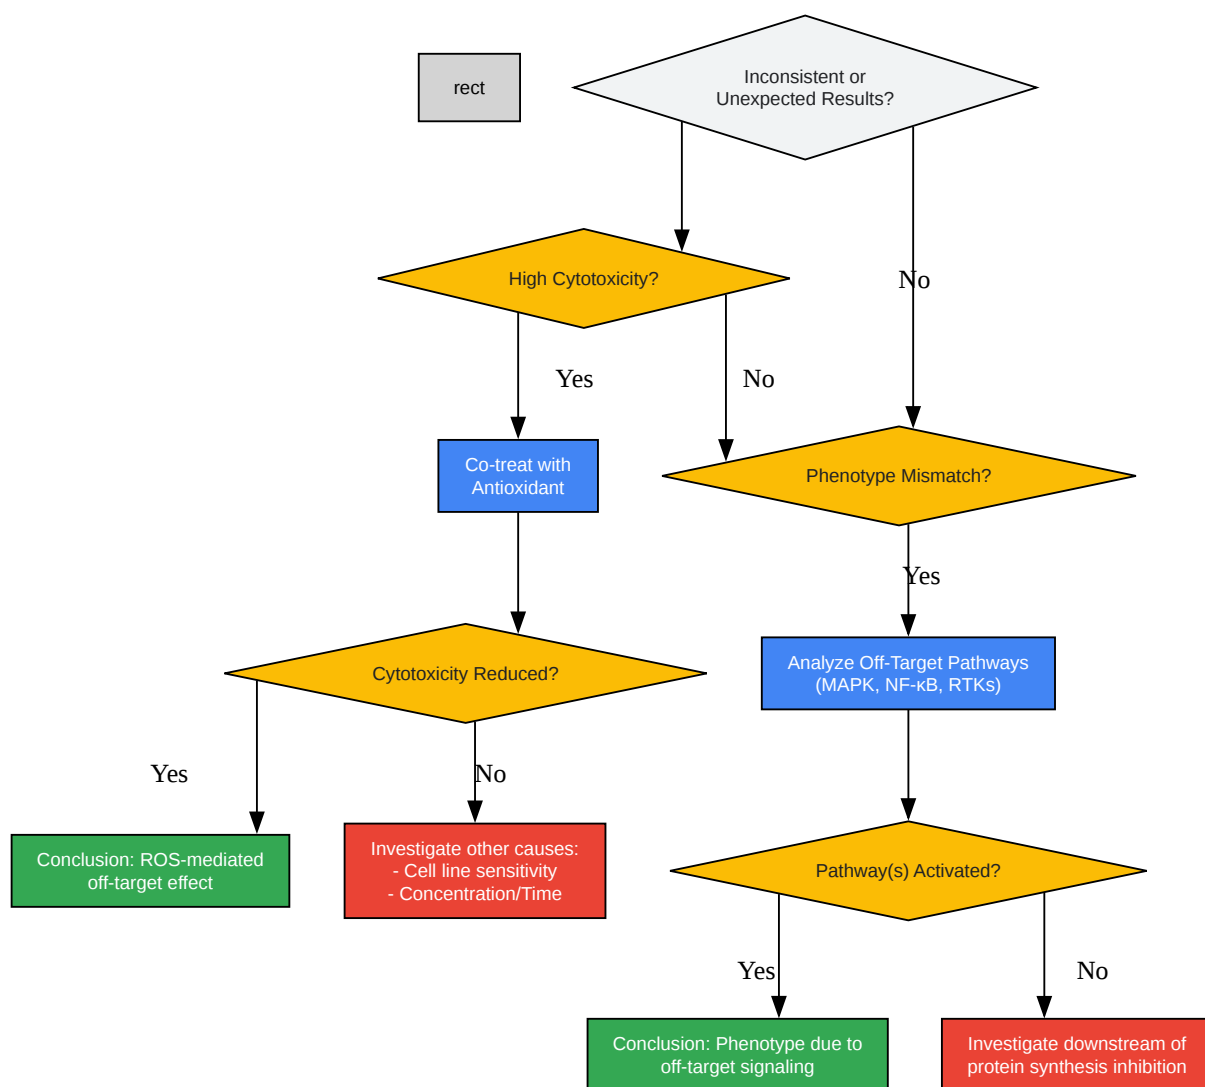 rect
Inconsistent or
Unexpected Results?
High Cytotoxicity?
No
Yes
No
Co-treat with
Antioxidant
Phenotype Mismatch?
Yes
Cytotoxicity Reduced?
Analyze Off-Target Pathways
(MAPK, NF-κB, RTKs)
Yes
No
Conclusion: ROS-mediated
off-target effect
Investigate other causes:
- Cell line sensitivity
- Concentration/Time
Pathway(s) Activated?
Yes
No
Conclusion: Phenotype due to
off-target signaling
Investigate downstream of
protein synthesis inhibition